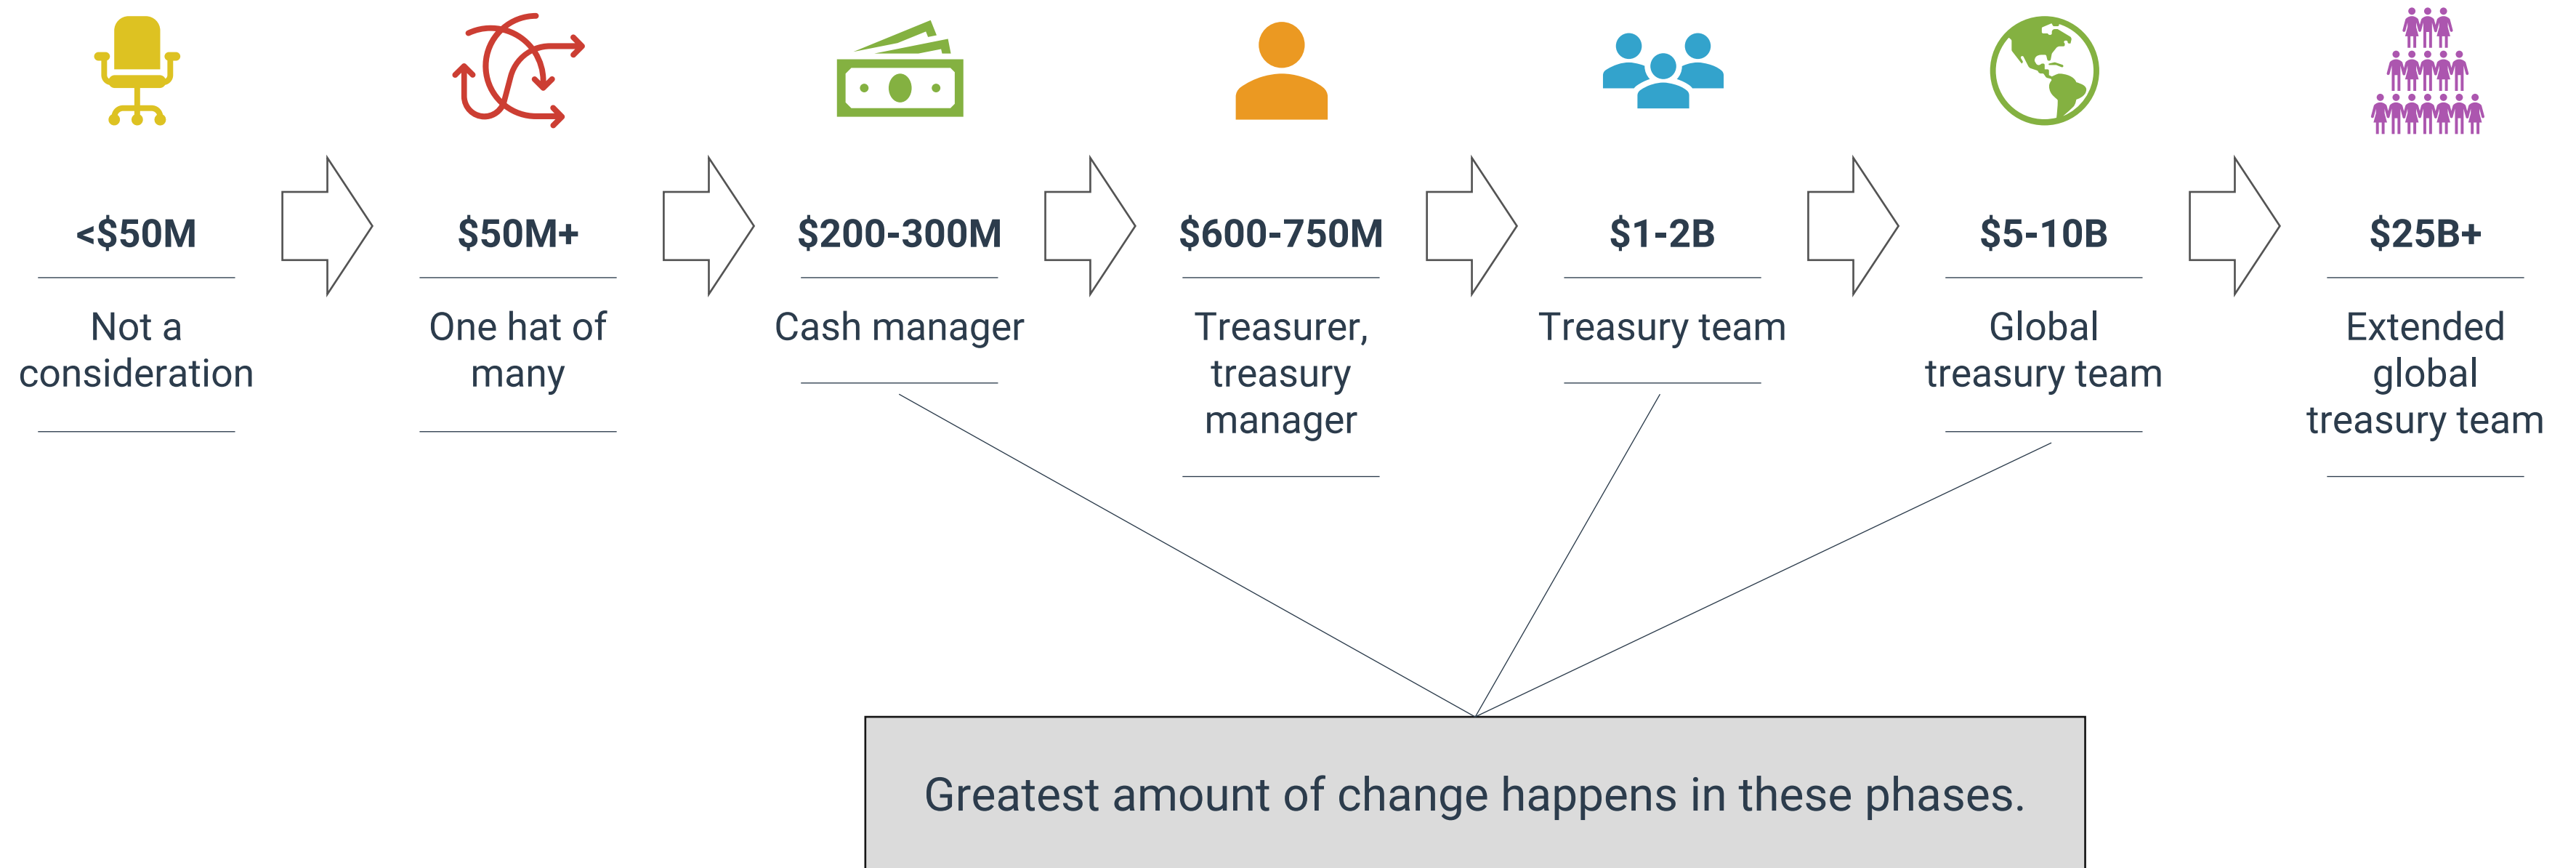 <$50M
Not a
consideration
$50M+
One hat of
many
$200-300M
Cash manager
$600-750M
Treasurer,
treasury
manager
$1-2B
Treasury team
$5-10B
Global
treasury team
$25B+
Extended
global
treasury team
Greatest amount of change happens in these phases.